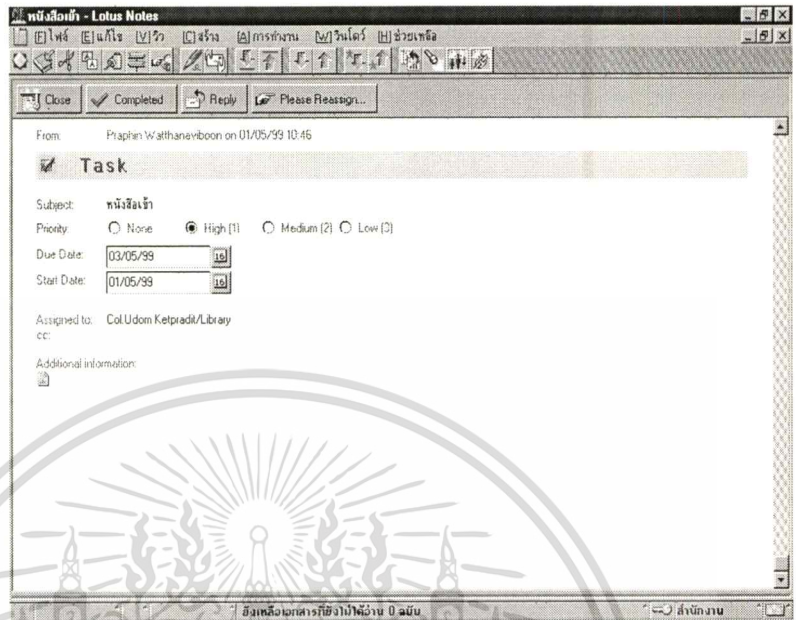 หนังสือเข้า - Lotus Notes
[F]ไฟล์ [E]แก้ไข [V]วิว [C]สร้าง [A]การทำงาน [W]วินโดว์ [H]ช่วยเหลือ
Close Completed Reply Please Reassign...
From: Praphin Watthanaviboon on 01/05/99 10:46
Task
Subject: หนังสือเข้า
Priority: None High (1) Medium (2) Low (3)
Due Date: 03/05/99 16
Start Date: 01/05/99 16
Assigned to: Col.Udom Ketpradit/Library
cc:
Additional information:
ยังเหลือเอกสารที่ยังไม่ได้อ่าน 0 ฉบับ สำนักงาน